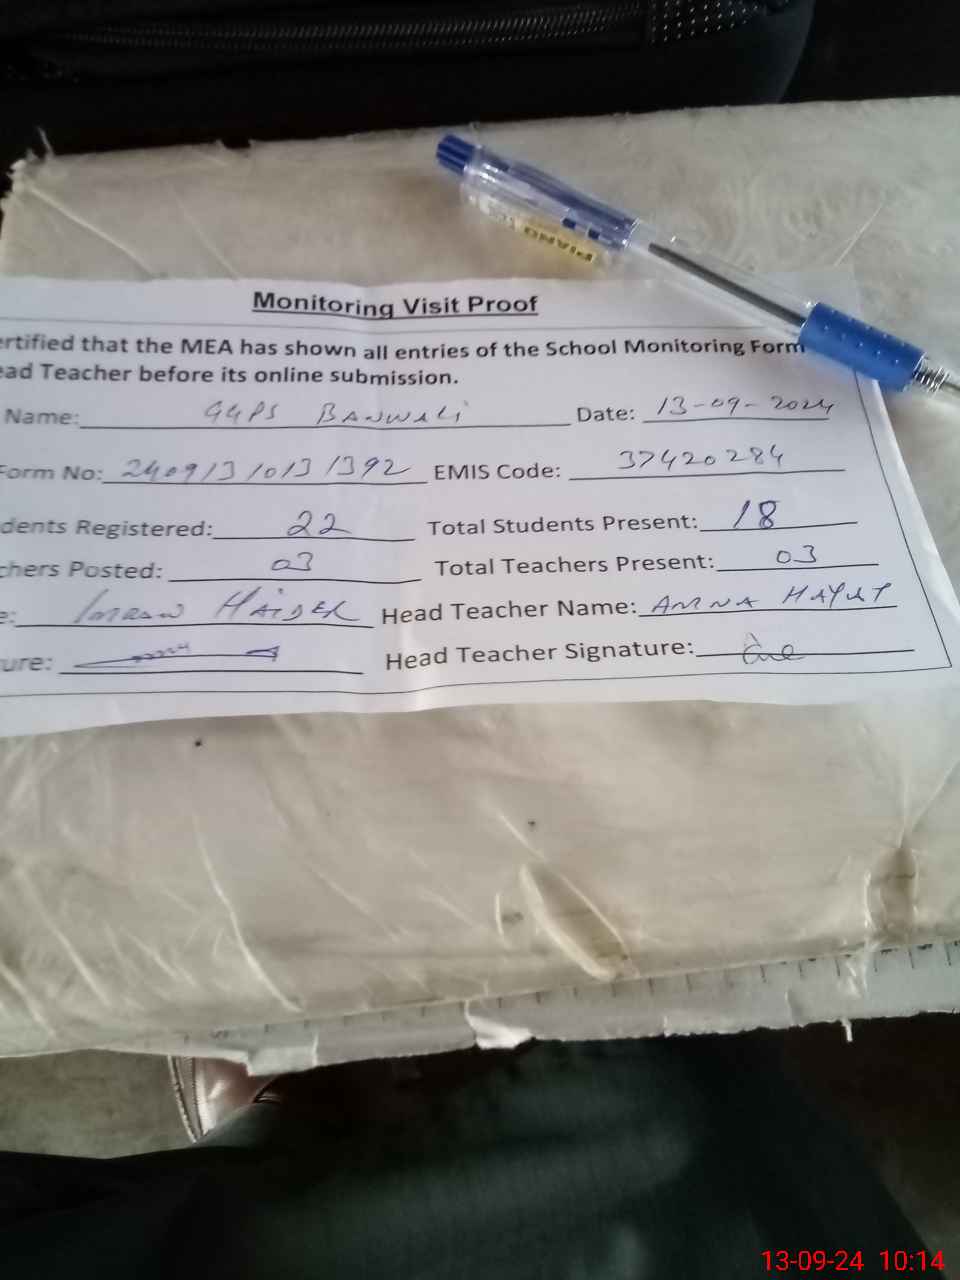 PIANO
Monitoring Visit Proof
ertified that the MEA has shown all entries of the School Monitoring Form
ead Teacher before its online submission.
Name: GGPS BANWALI Date: 13-09-2024
Form No: 24091310131392 EMIS Code: 37420284
dents Registered: 22 Total Students Present: 18
chers Posted: 03 Total Teachers Present: 03
e: Imran HAIDER Head Teacher Name: AMNA HAYAT
ure: Head Teacher Signature:
13-09-24 10:14